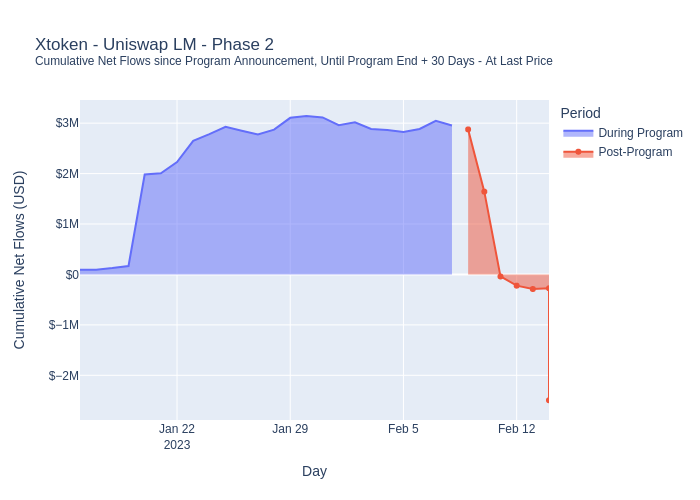 Xtoken - Uniswap LM - Phase 2
Cumulative Net Flows since Program Announcement, Until Program End + 30 Days - At Last Price
Period
During Program
Post-Program
Cumulative Net Flows (USD)
$3M
$2M
$1M
$0
$−1M
$−2M
Jan 22
2023
Jan 29
Feb 5
Feb 12
Day